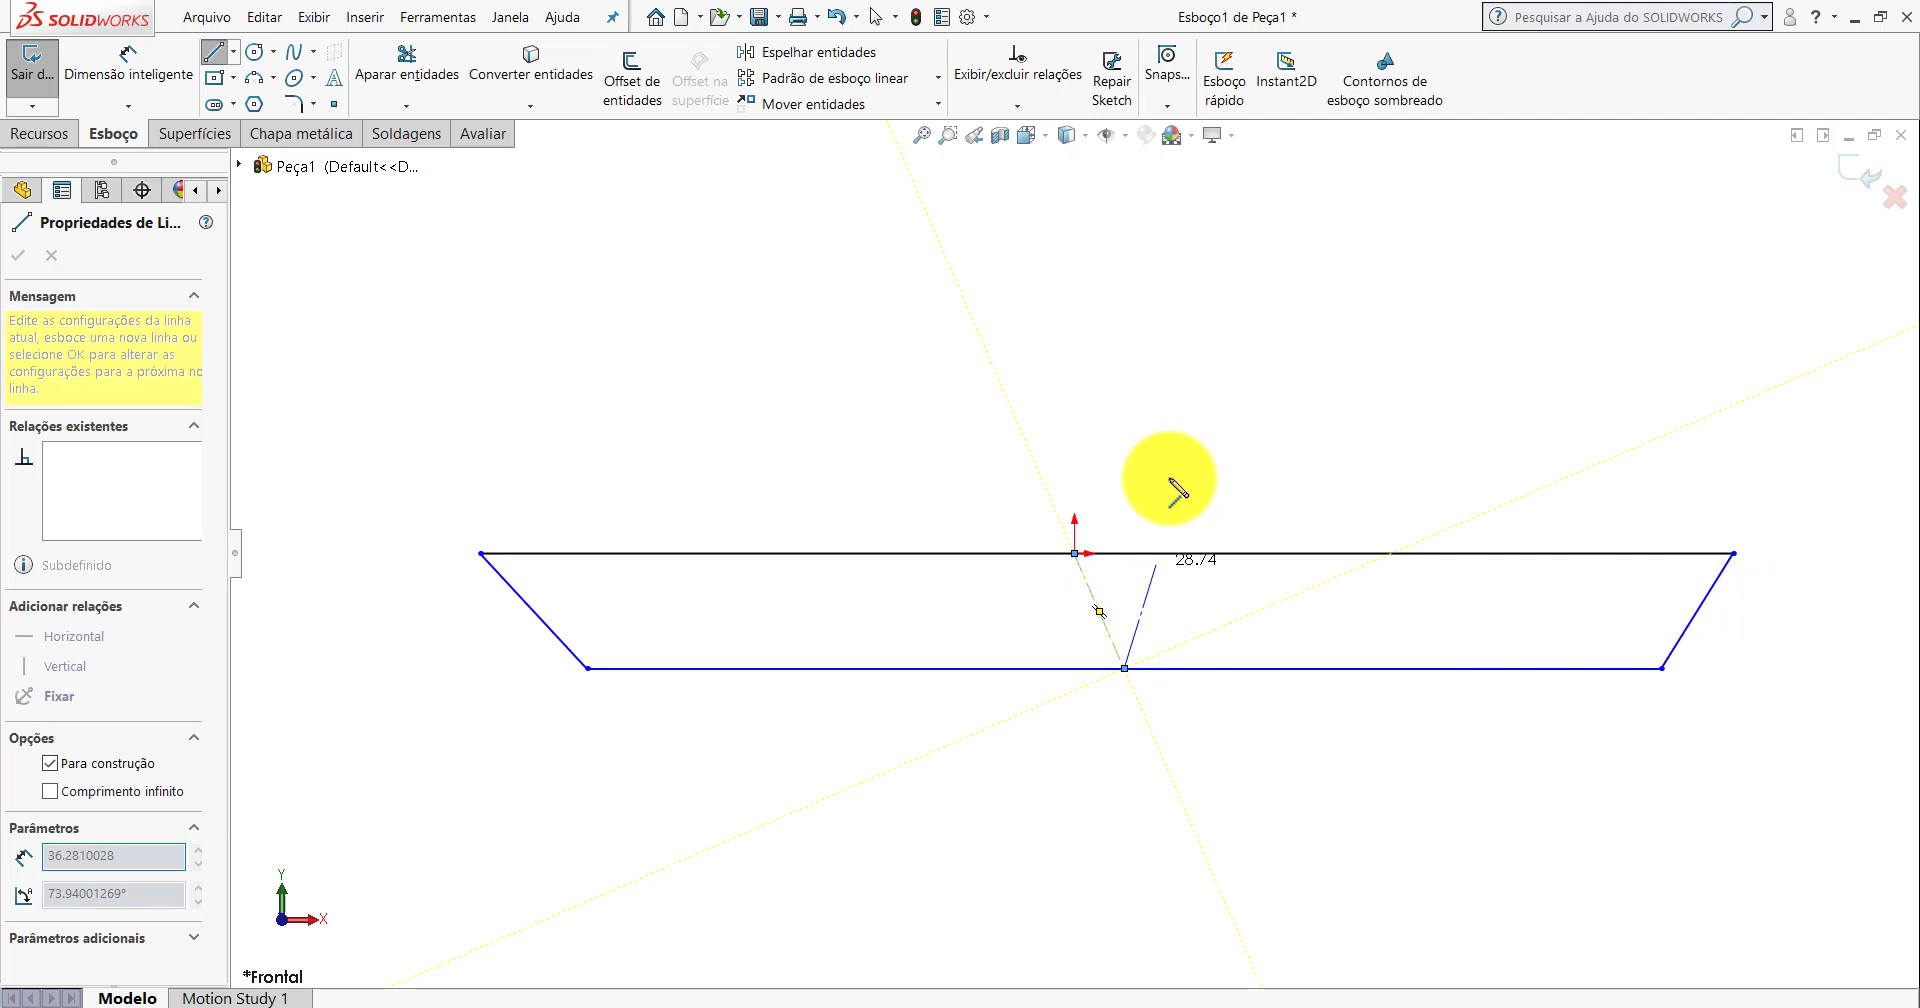 SOLIDWORKS
Arquivo Editar Exibir Inserir Ferramentas Janela Ajuda
Esboço1 de Peça1 *
Pesquisar a Ajuda do SOLIDWORKS
Sair d...
Dimensão inteligente
Aparar entidades
Converter entidades
Offset de
entidades
Offset na
superfície
Espelhar entidades
Padrão de esboço linear
Mover entidades
Exibir/excluir relações
Repair
Sketch
Snaps...
Esboço
rápido
Instant2D
Contornos de
esboço sombreado
Recursos Esboço Superfícies Chapa metálica Soldagens Avaliar
Peça1 (Default<<D...
Propriedades de Li...
Mensagem
Edite as configurações da linha
atual, esboce uma nova linha ou
selecione OK para alterar as
configurações para a próxima no
linha.
Relações existentes
Subdefinido
Adicionar relações
Horizontal
Vertical
Fixar
Opções
Para construção
Comprimento infinito
Parâmetros
36.2810028
73.94001269°
Parâmetros adicionais
28.74
Y
X
*Frontal
Modelo Motion Study 1